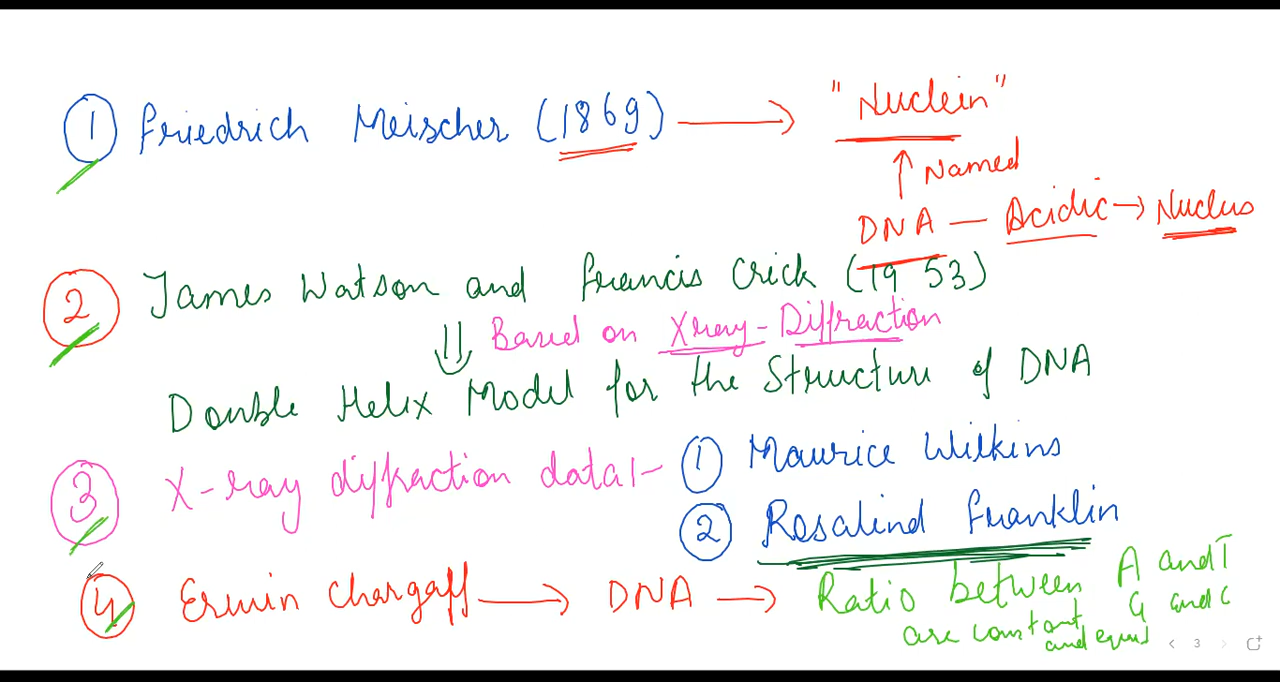 ① Friedrich Meischer (1869) → "Nuclein"
↑ Named
DNA – Acidic → Nucleus
② James Watson and Francis Crick (1953)
⇓ Based on Xray-Diffraction
Double Helix Model for the Structure of DNA
③ X-ray diffraction data:- ① Maurice Wilkins
② Rosalind Franklin
④ Erwin Chargaff → DNA → Ratio between A and T
G and C
are constant and equal
< 3 >